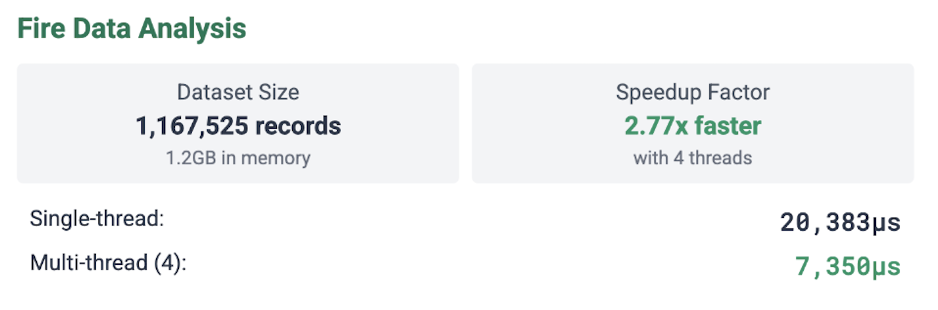 Fire Data Analysis
Dataset Size
1,167,525 records
1.2GB in memory
Speedup Factor
2.77x faster
with 4 threads
Single-thread: 20,383µs
Multi-thread (4): 7,350µs